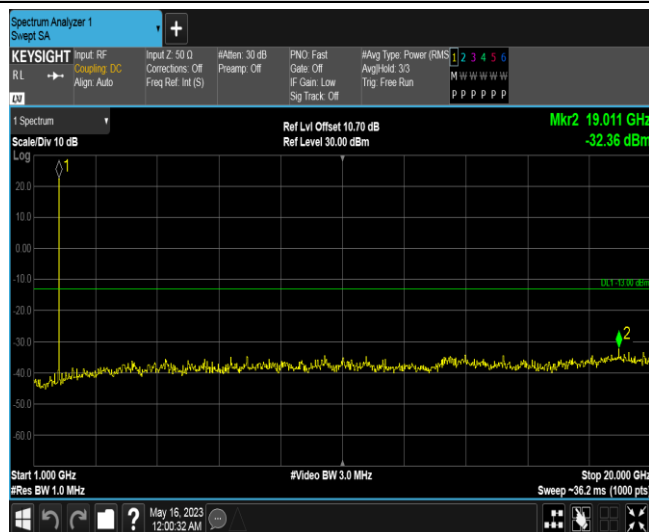 Spectrum Analyzer 1
Swept SA
+
KEYSIGHT
RL
LXI
Input: RF
Coupling: DC
Align: Auto
Input Z: 50 Ω
Corrections: Off
Freq Ref: Int (S)
#Atten: 30 dB
Preamp: Off
PNO: Fast
Gate: Off
IF Gain: Low
Sig Track: Off
#Avg Type: Power (RMS
Avg|Hold: 3/3
Trig: Free Run
1 2 3 4 5 6
M W W W W W
P P P P P P
1 Spectrum
Scale/Div 10 dB
Log
Ref Lvl Offset 10.70 dB
Ref Level 30.00 dBm
Mkr2 19.011 GHz
-32.36 dBm
1
20.0
10.0
0.00
-10.0
DL1 -13.00 dBm
-20.0
-30.0
2
-40.0
-50.0
-60.0
Start 1.000 GHz
#Video BW 3.0 MHz
Stop 20.000 GHz
#Res BW 1.0 MHz
Sweep ~36.2 ms (1000 pts)
?
May 16, 2023
12:00:32 AM